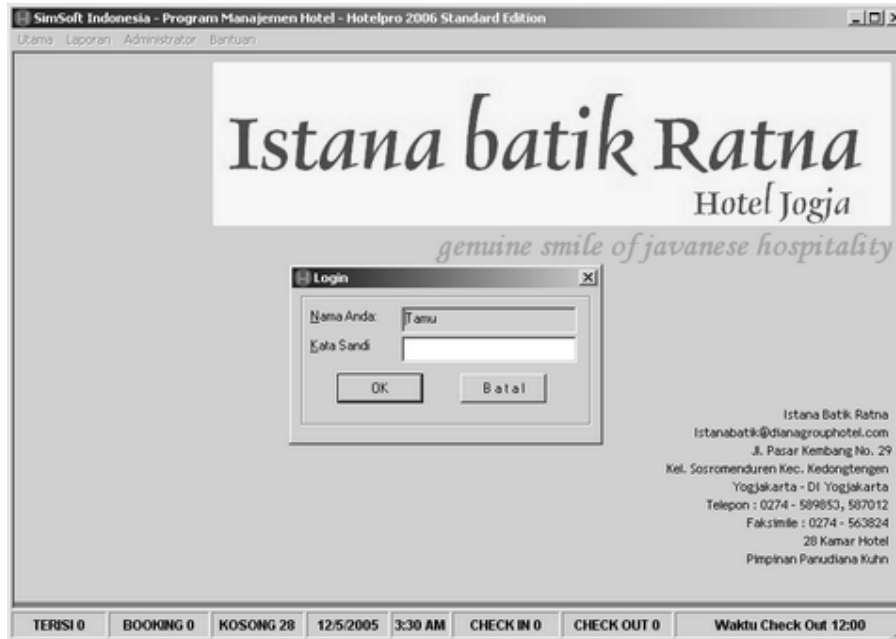 SimSoft Indonesia - Program Manajemen Hotel - Hotelpro 2006 Standard Edition
Utama Laporan Administrator Bantuan
Istana batik Ratna
Hotel Jogja
genuine smile of javanese hospitality
Login
Nama Anda: Tamu
Kata Sandi
OK Batal
Istana Batik Ratna
Istanabatik@dianagrouphotel.com
Jl. Pasar Kembang No. 29
Kel. Sosromenduren Kec. Kedongtengen
Yogjakarta - DI Yogjakarta
Telepon : 0274 - 589853, 587012
Faksimile : 0274 - 563824
28 Kamar Hotel
Pimpinan Panudiana Kuhn
TERISI 0 BOOKING 0 KOSONG 28 12/5/2005 3:30 AM CHECK IN 0 CHECK OUT 0 Waktu Check Out 12:00